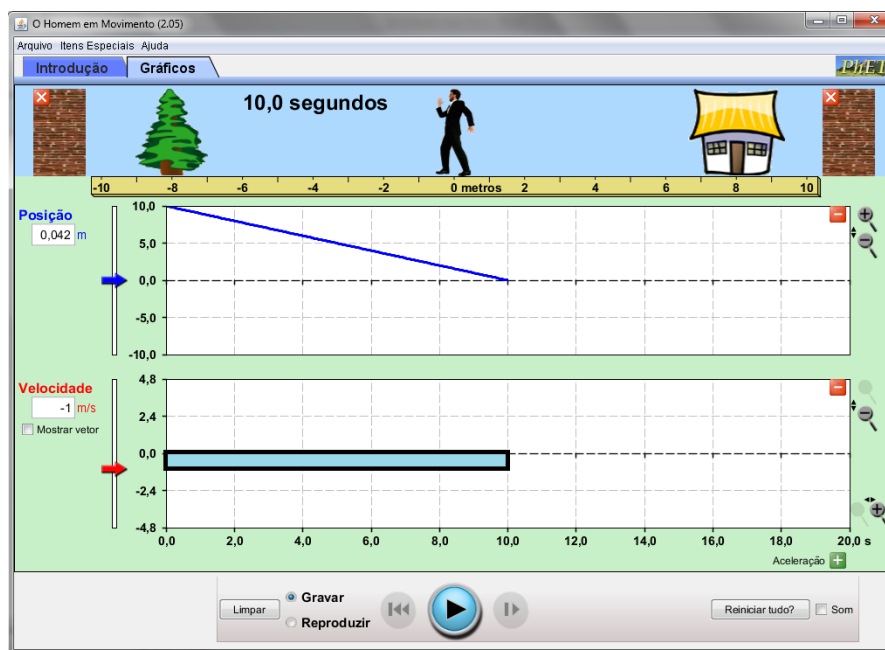 O Homem em Movimento (2.05)
Arquivo Itens Especiais Ajuda
Introdução Gráficos
PhET
10,0 segundos
-10 -8 -6 -4 -2 0 metros 2 4 6 8 10
Posição
0,042 m
10,0
5,0
0,0
-5,0
-10,0
Velocidade
-1 m/s
Mostrar vetor
4,8
2,4
0,0
-2,4
-4,8
0,0 2,0 4,0 6,0 8,0 10,0 12,0 14,0 16,0 18,0 20,0 s
Aceleração
Limpar
Gravar
Reproduzir
Reiniciar tudo?
Som